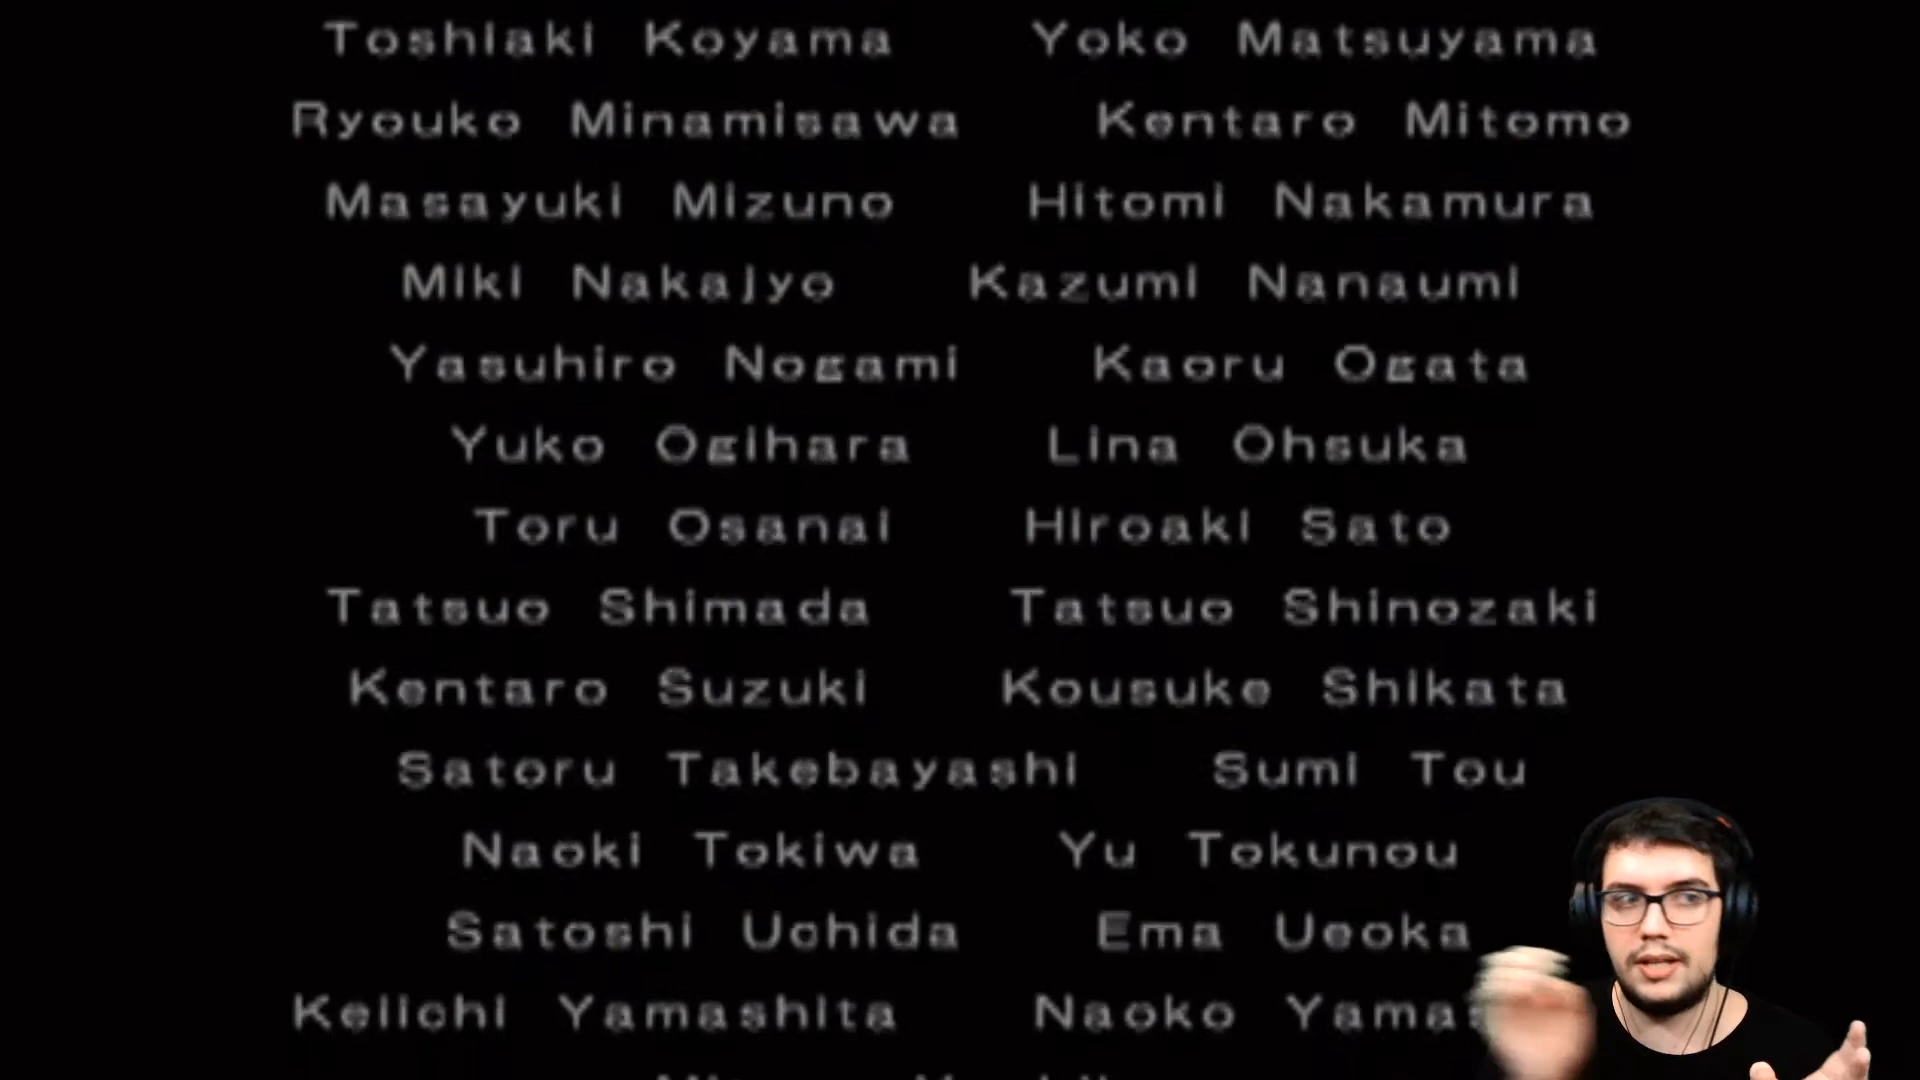 Toshiaki Koyama Yoko Matsuyama
Ryouko Minamisawa Kentaro Mitomo
Masayuki Mizuno Hitomi Nakamura
Miki Nakajyo Kazumi Nanaumi
Yasuhiro Nogami Kaoru Ogata
Yuko Ogihara Lina Ohsuka
Toru Osanai Hiroaki Sato
Tatsuo Shimada Tatsuo Shinozaki
Kentaro Suzuki Kousuke Shikata
Satoru Takebayashi Sumi Tou
Naoki Tokiwa Yu Tokunou
Satoshi Uchida Ema Ueoka
Keiichi Yamashita Naoko